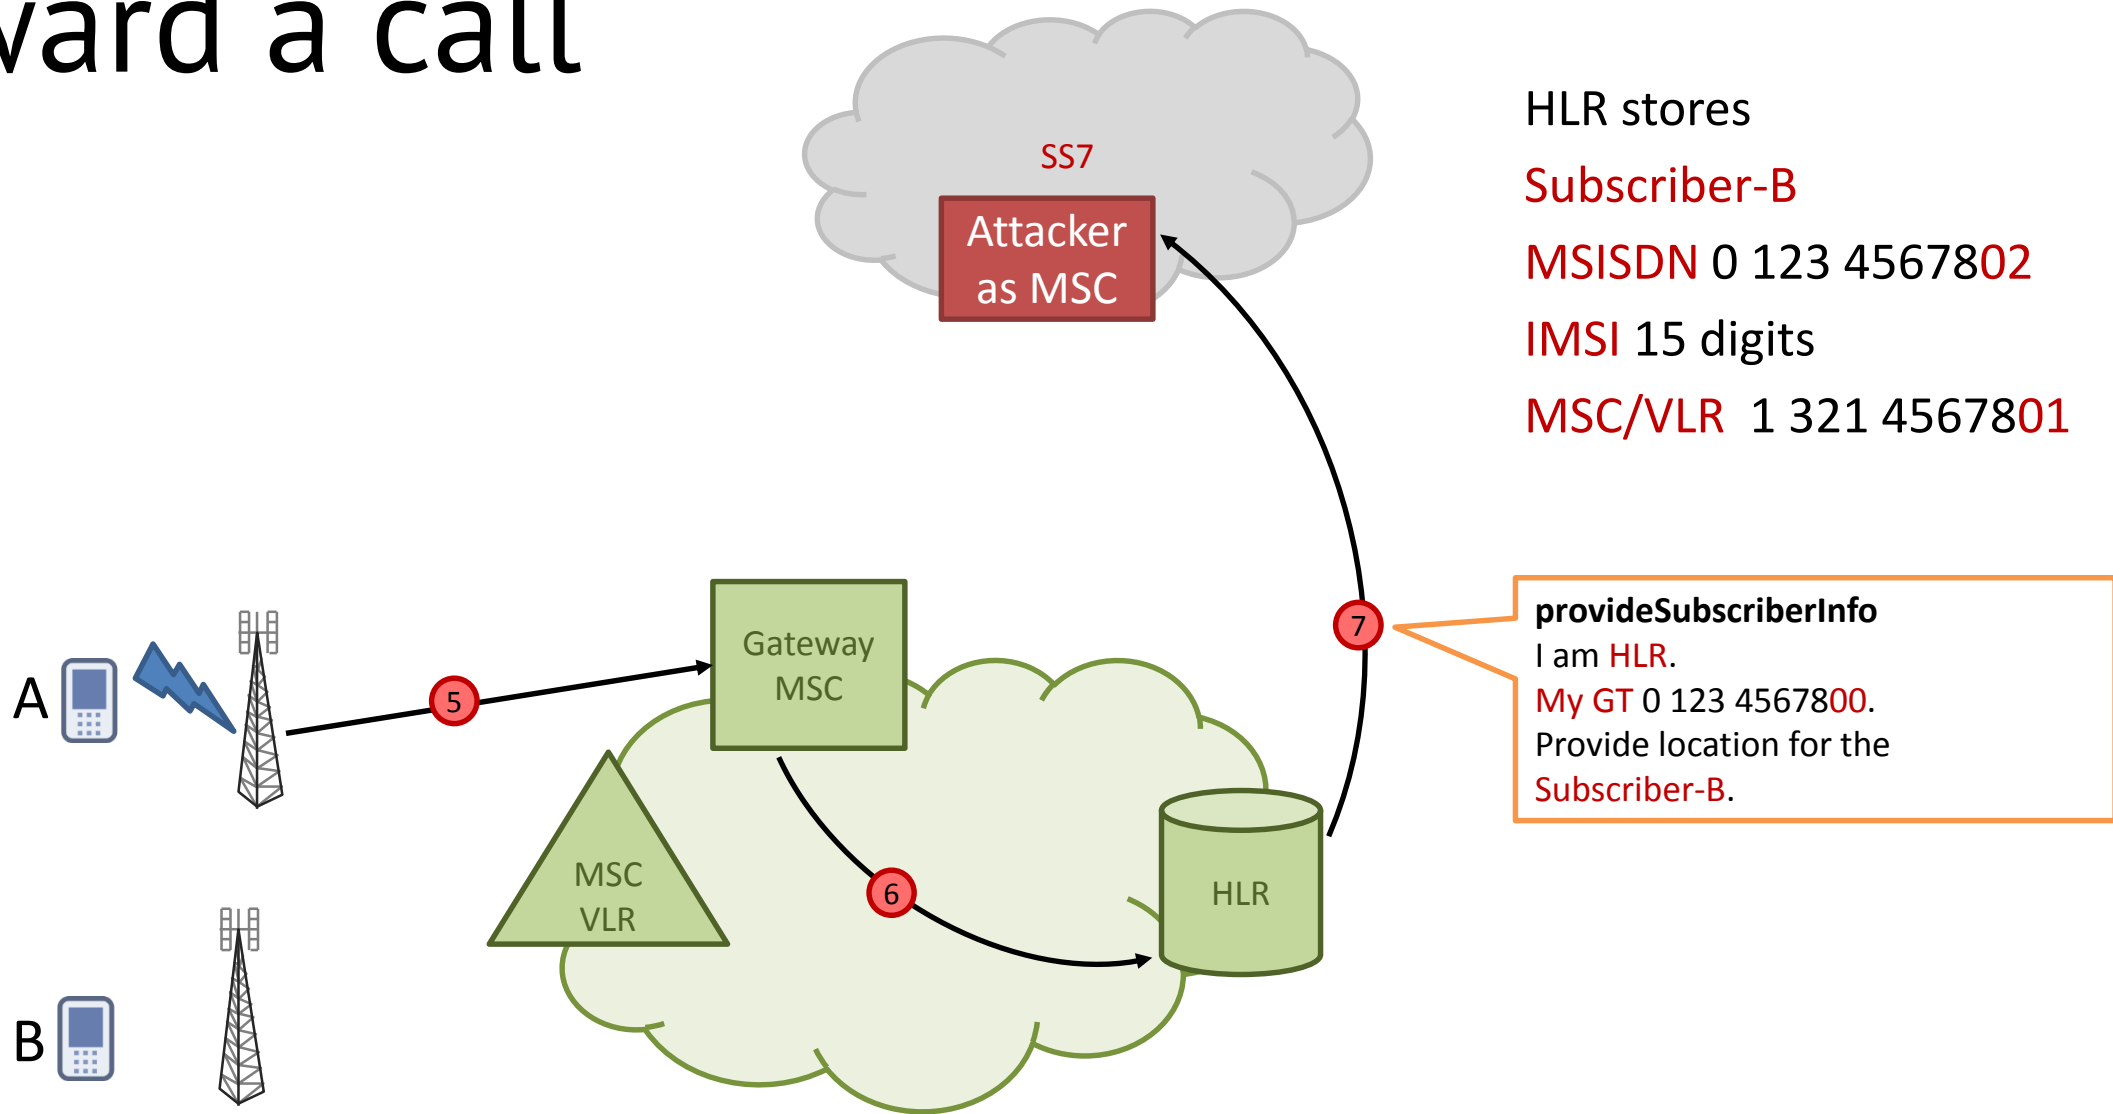 ward a call
SS7
Attacker
as MSC
HLR stores
Subscriber-B
MSISDN 0 123 4567802
IMSI 15 digits
MSC/VLR 1 321 4567801
provideSubscriberInfo
I am HLR.
My GT 0 123 4567800.
Provide location for the
Subscriber-B.
7
Gateway
MSC
A
5
MSC
VLR
6
HLR
B